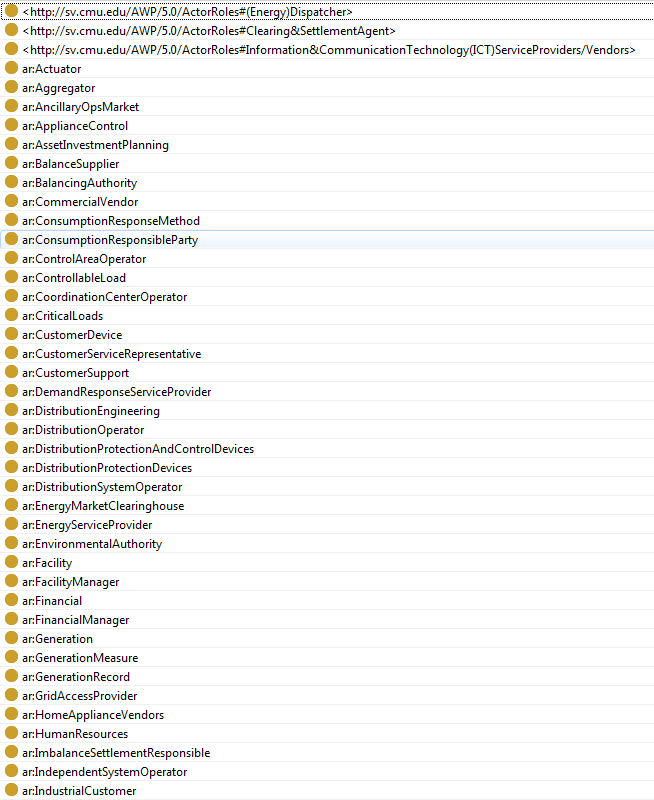 <http://sv.cmu.edu/AWP/5.0/ActorRoles#(Energy)Dispatcher>
<http://sv.cmu.edu/AWP/5.0/ActorRoles#Clearing&SettlementAgent>
<http://sv.cmu.edu/AWP/5.0/ActorRoles#Information&CommunicationTechnology(ICT)ServiceProviders/Vendors>
ar:Actuator
ar:Aggregator
ar:AncillaryOpsMarket
ar:ApplianceControl
ar:AssetInvestmentPlanning
ar:BalanceSupplier
ar:BalancingAuthority
ar:CommercialVendor
ar:ConsumptionResponseMethod
ar:ConsumptionResponsibleParty
ar:ControlAreaOperator
ar:ControllableLoad
ar:CoordinationCenterOperator
ar:CriticalLoads
ar:CustomerDevice
ar:CustomerServiceRepresentative
ar:CustomerSupport
ar:DemandResponseServiceProvider
ar:DistributionEngineering
ar:DistributionOperator
ar:DistributionProtectionAndControlDevices
ar:DistributionProtectionDevices
ar:DistributionSystemOperator
ar:EnergyMarketClearinghouse
ar:EnergyServiceProvider
ar:EnvironmentalAuthority
ar:Facility
ar:FacilityManager
ar:Financial
ar:FinancialManager
ar:Generation
ar:GenerationMeasure
ar:GenerationRecord
ar:GridAccessProvider
ar:HomeApplianceVendors
ar:HumanResources
ar:ImbalanceSettlementResponsible
ar:IndependentSystemOperator
ar:IndustrialCustomer